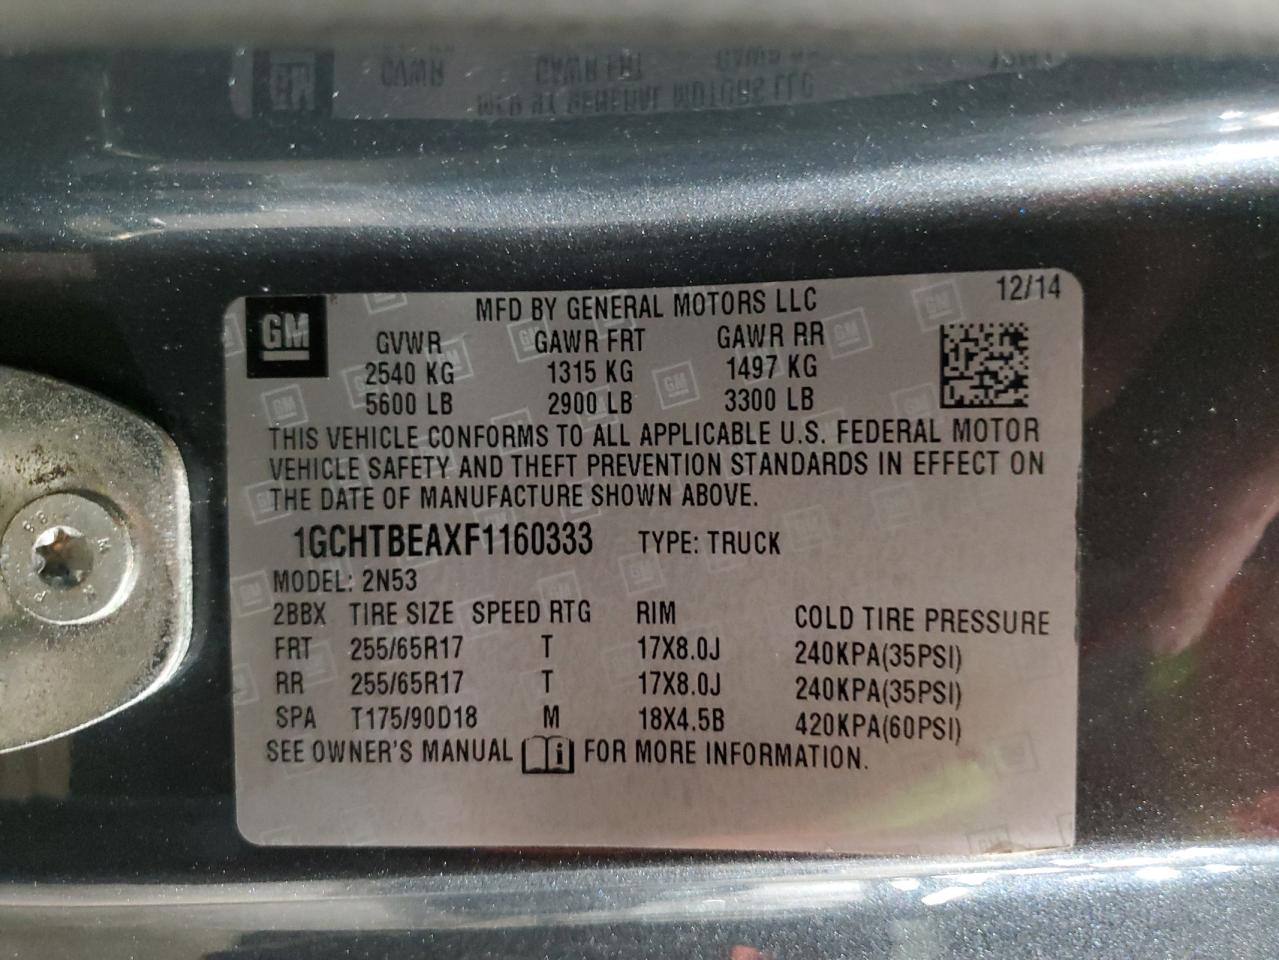 MFD BY GENERAL MOTORS LLC 12/14
GM GVWR GAWR FRT GAWR RR
2540 KG 1315 KG 1497 KG
5600 LB 2900 LB 3300 LB
THIS VEHICLE CONFORMS TO ALL APPLICABLE U.S. FEDERAL MOTOR
VEHICLE SAFETY AND THEFT PREVENTION STANDARDS IN EFFECT ON
THE DATE OF MANUFACTURE SHOWN ABOVE.
1GCHTBEAXF1160333 TYPE: TRUCK
MODEL: 2N53
2BBX TIRE SIZE SPEED RTG RIM COLD TIRE PRESSURE
FRT 255/65R17 T 17X8.0J 240KPA(35PSI)
RR 255/65R17 T 17X8.0J 240KPA(35PSI)
SPA T175/90D18 M 18X4.5B 420KPA(60PSI)
SEE OWNER'S MANUAL FOR MORE INFORMATION.